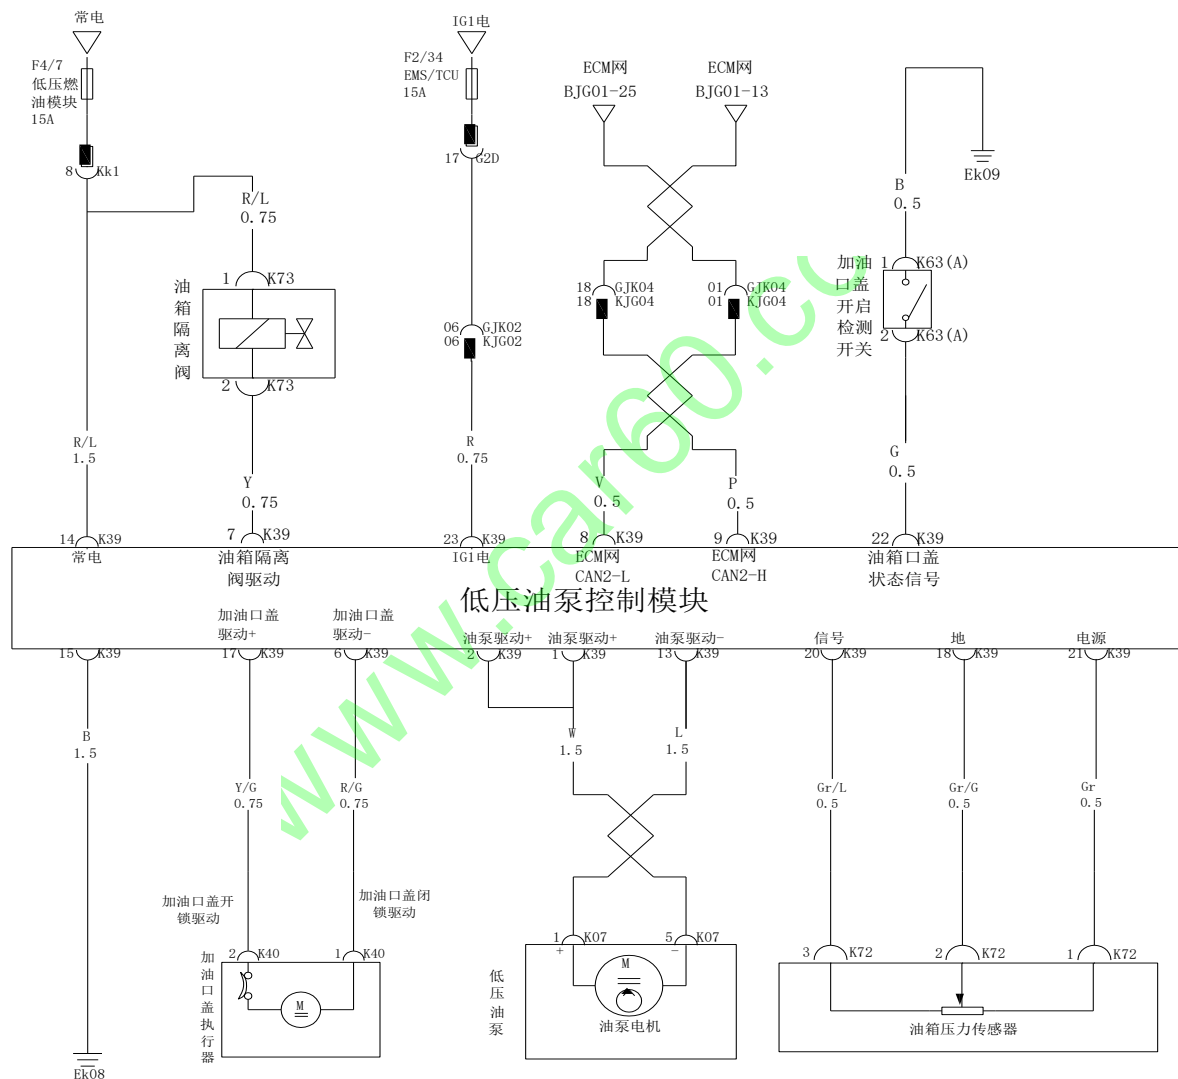 常电
IG1电
F4/7
低压燃
油模块
15A
F2/34
EMS/TCU
15A
ECM网
BJG01-25
ECM网
BJG01-13
8 Kk1
17 G2D
Ek09
R/L
0.75
B
0.5
1 K73
油箱隔离阀
2 K73
18 GJK04
18 KJG04
01 GJK04
01 KJG04
加油
口盖
开启
检测
开关
1 K63(A)
2 K63(A)
06 GJK02
06 KJG02
R/L
1.5
Y
0.75
R
0.75
V
0.5
P
0.5
G
0.5
14 K39
常电
7 K39
油箱隔离
阀驱动
23 K39
IG1电
8 K39
ECM网
CAN2-L
9 K39
ECM网
CAN2-H
22 K39
油箱口盖
状态信号
低压油泵控制模块
加油口盖
驱动+
加油口盖
驱动-
油泵驱动+
油泵驱动+
油泵驱动-
信号
地
电源
15 K39
17 K39
6 K39
2 K39
1 K39
13 K39
20 K39
18 K39
21 K39
B
1.5
W
1.5
L
1.5
Y/G
0.75
R/G
0.75
Gr/L
0.5
Gr/G
0.5
Gr
0.5
加油口盖开
锁驱动
加油口盖闭
锁驱动
2 K40
1 K40
加油口盖执行器
M
1 K07
+
5 K07
-
低压油泵
M
油泵电机
3 K72
2 K72
1 K72
油箱压力传感器
Ek08
www.car60.co